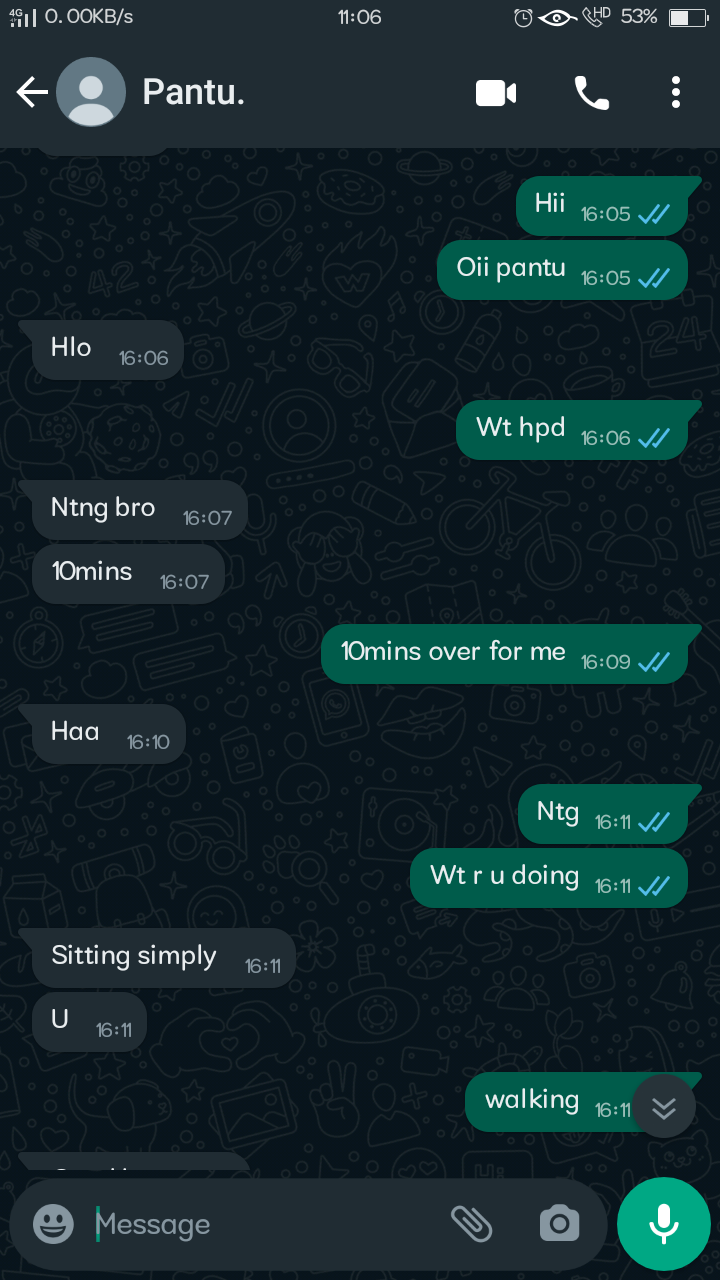 4G 0.00KB/s 11:06 HD 53%
Pantu.
Hii 16:05
Oii pantu 16:05
Hlo 16:06
Wt hpd 16:06
Ntng bro 16:07
10mins 16:07
10mins over for me 16:09
Haa 16:10
Ntg 16:11
Wt r u doing 16:11
Sitting simply 16:11
U 16:11
walking 16:11
Message